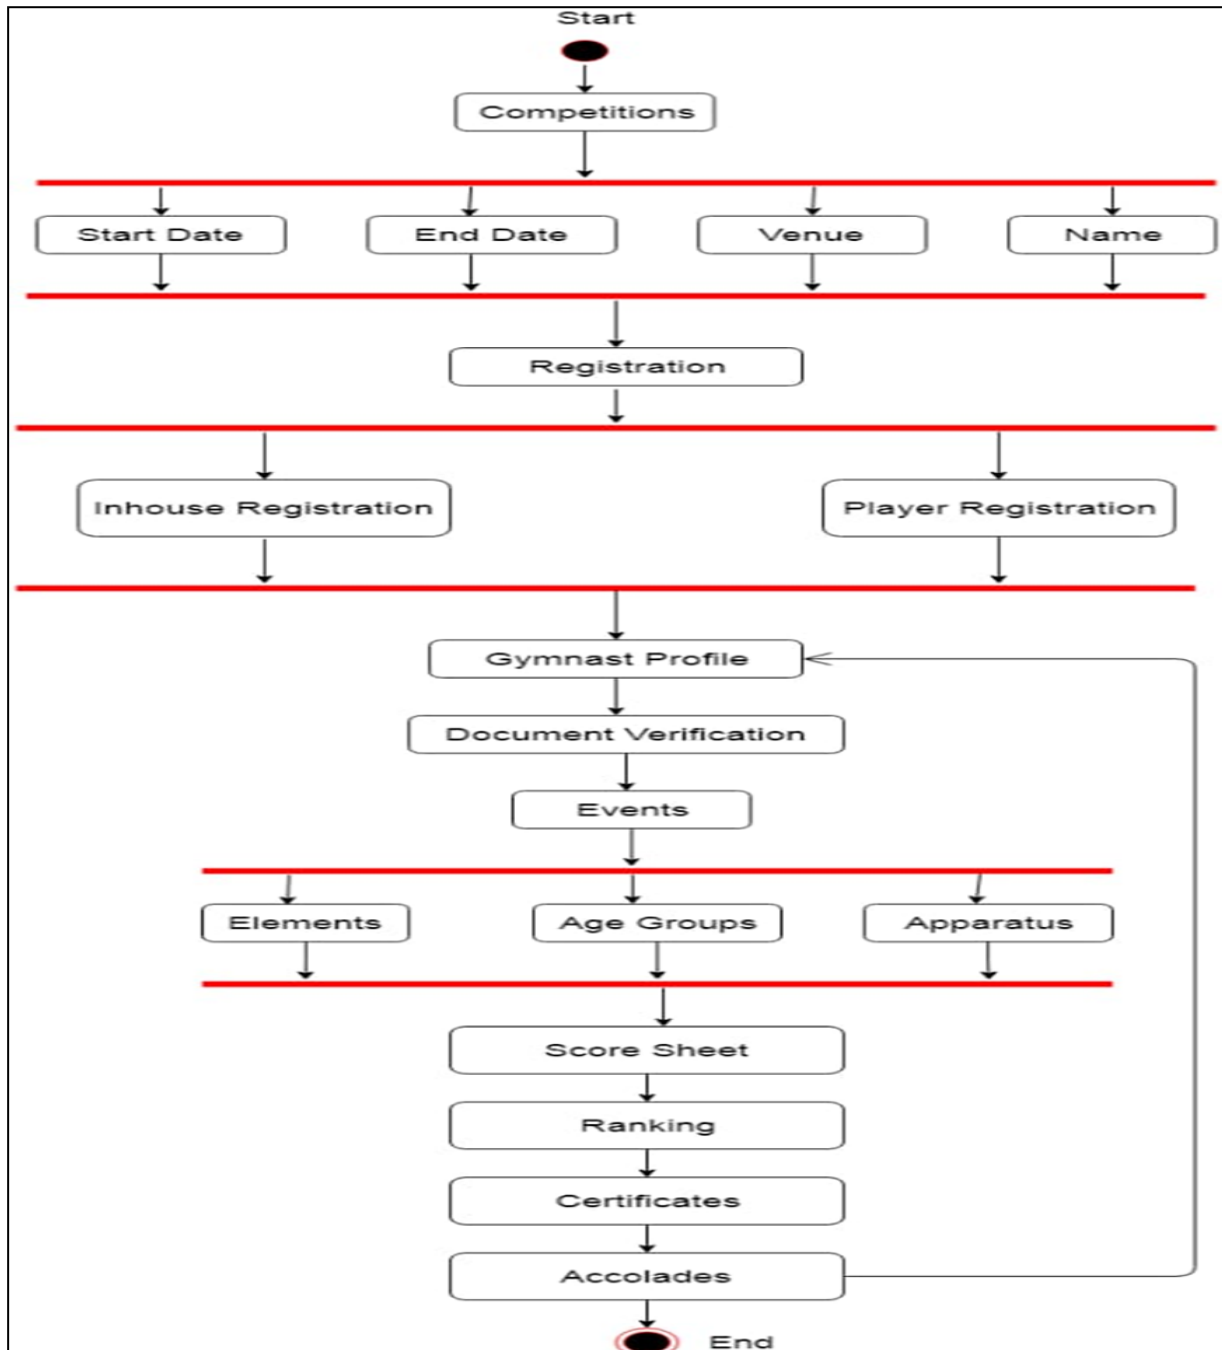 Start
Competitions
Start Date
End Date
Venue
Name
Registration
Inhouse Registration
Player Registration
Gymnast Profile
Document Verification
Events
Elements
Age Groups
Apparatus
Score Sheet
Ranking
Certificates
Accolades
End